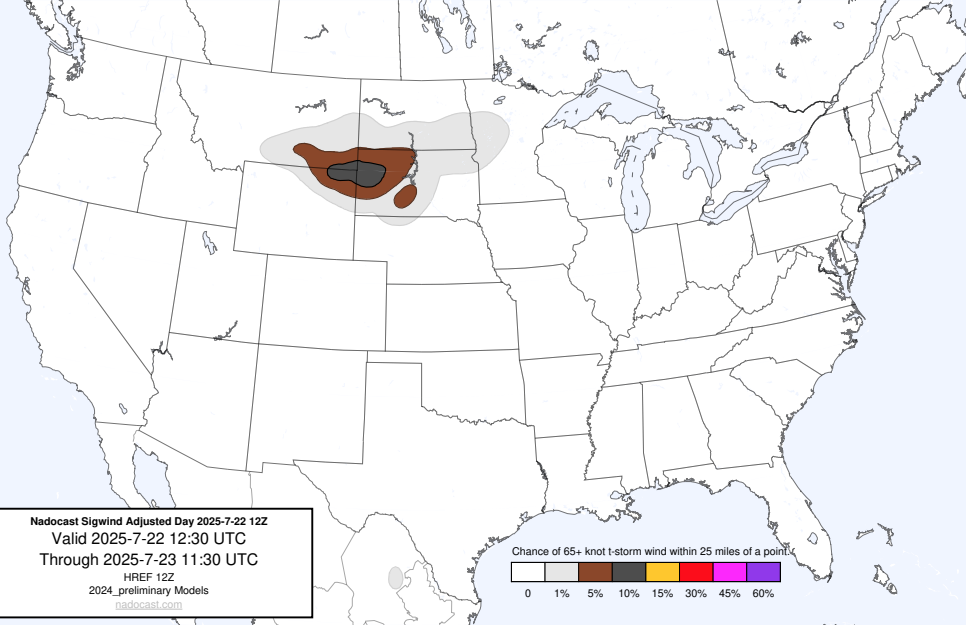 Nadocast Sigwind Adjusted Day 2025-7-22 12Z
Valid 2025-7-22 12:30 UTC
Through 2025-7-23 11:30 UTC
HREF 12Z
2024_preliminary Models
nadocast.com
Chance of 65+ knot t-storm wind within 25 miles of a point.
0 1% 5% 10% 15% 30% 45% 60%